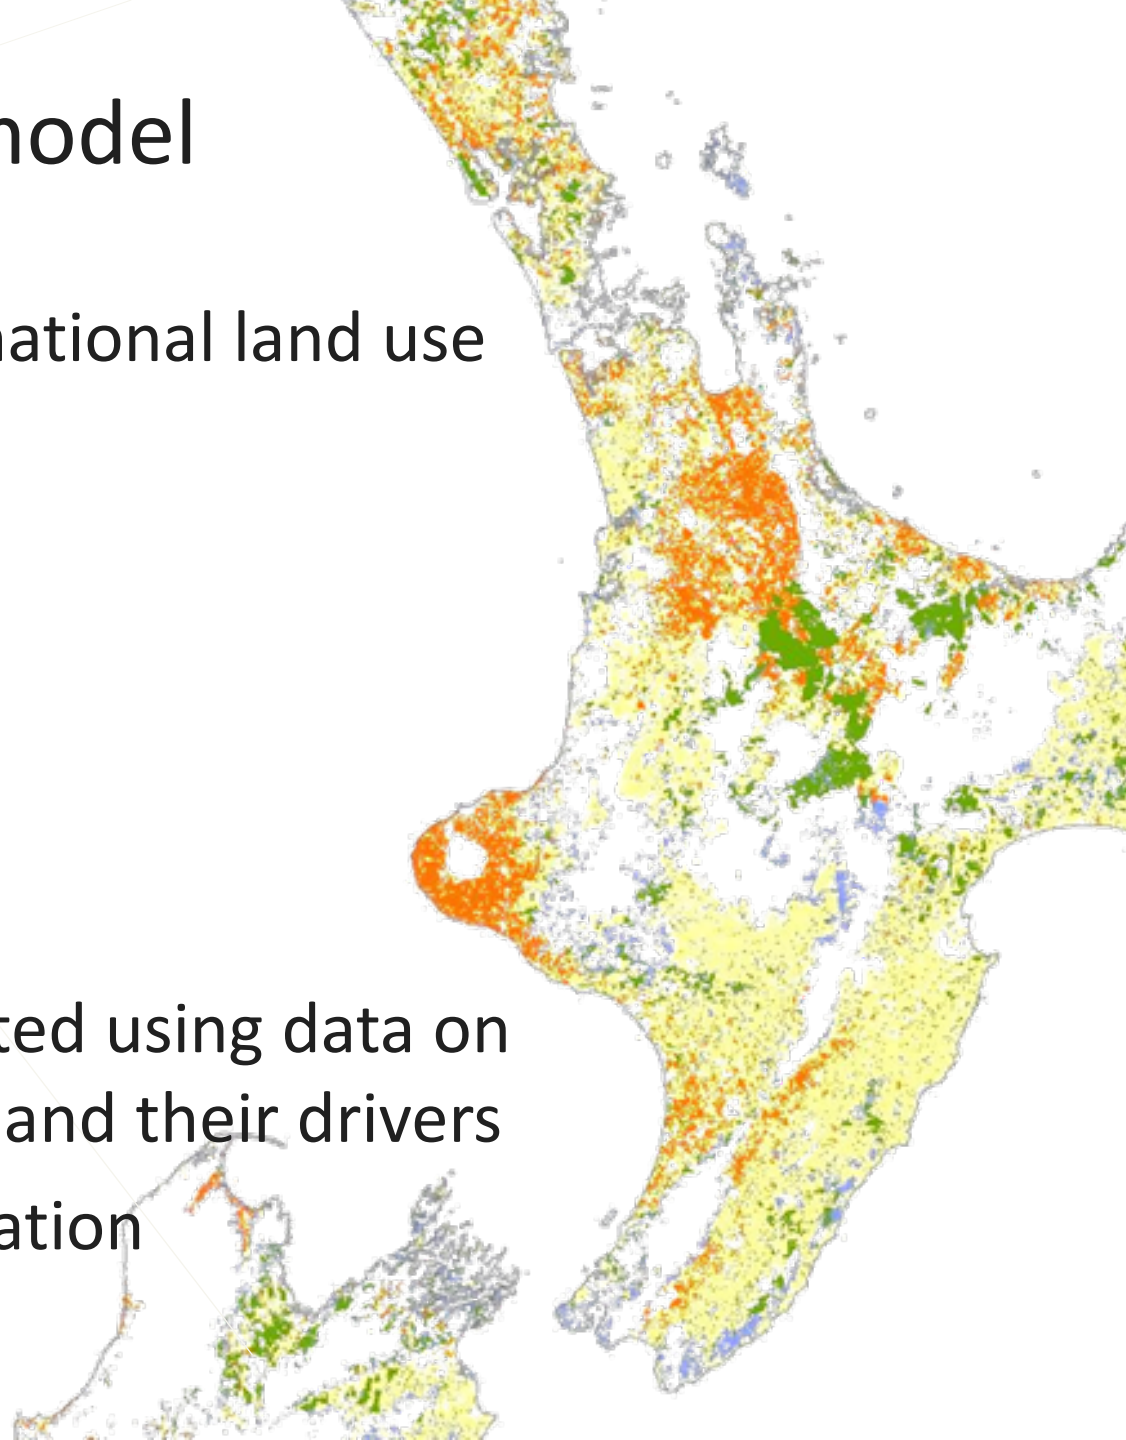 nodel
national land use
ted using data on
and their drivers
ation